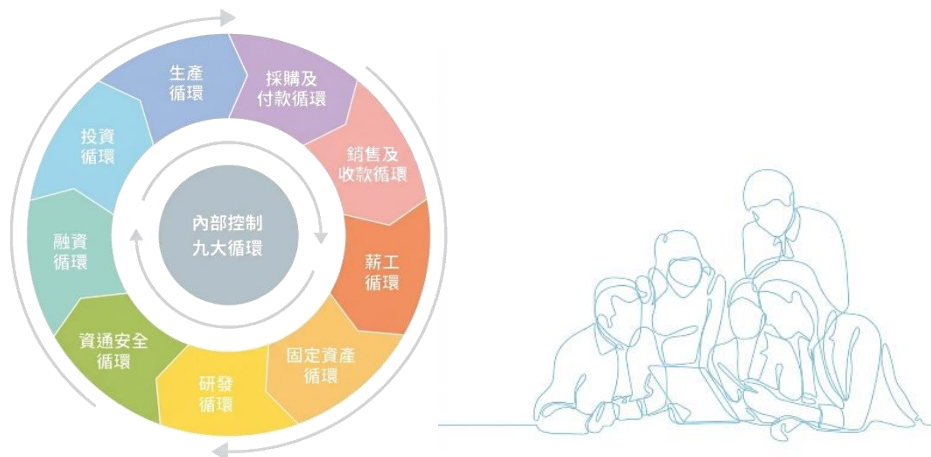 生產
循環
採購及
付款循環
銷售及
收款循環
薪工
循環
固定資產
循環
研發
循環
資通安全
循環
融資
循環
投資
循環
內部控制
九大循環